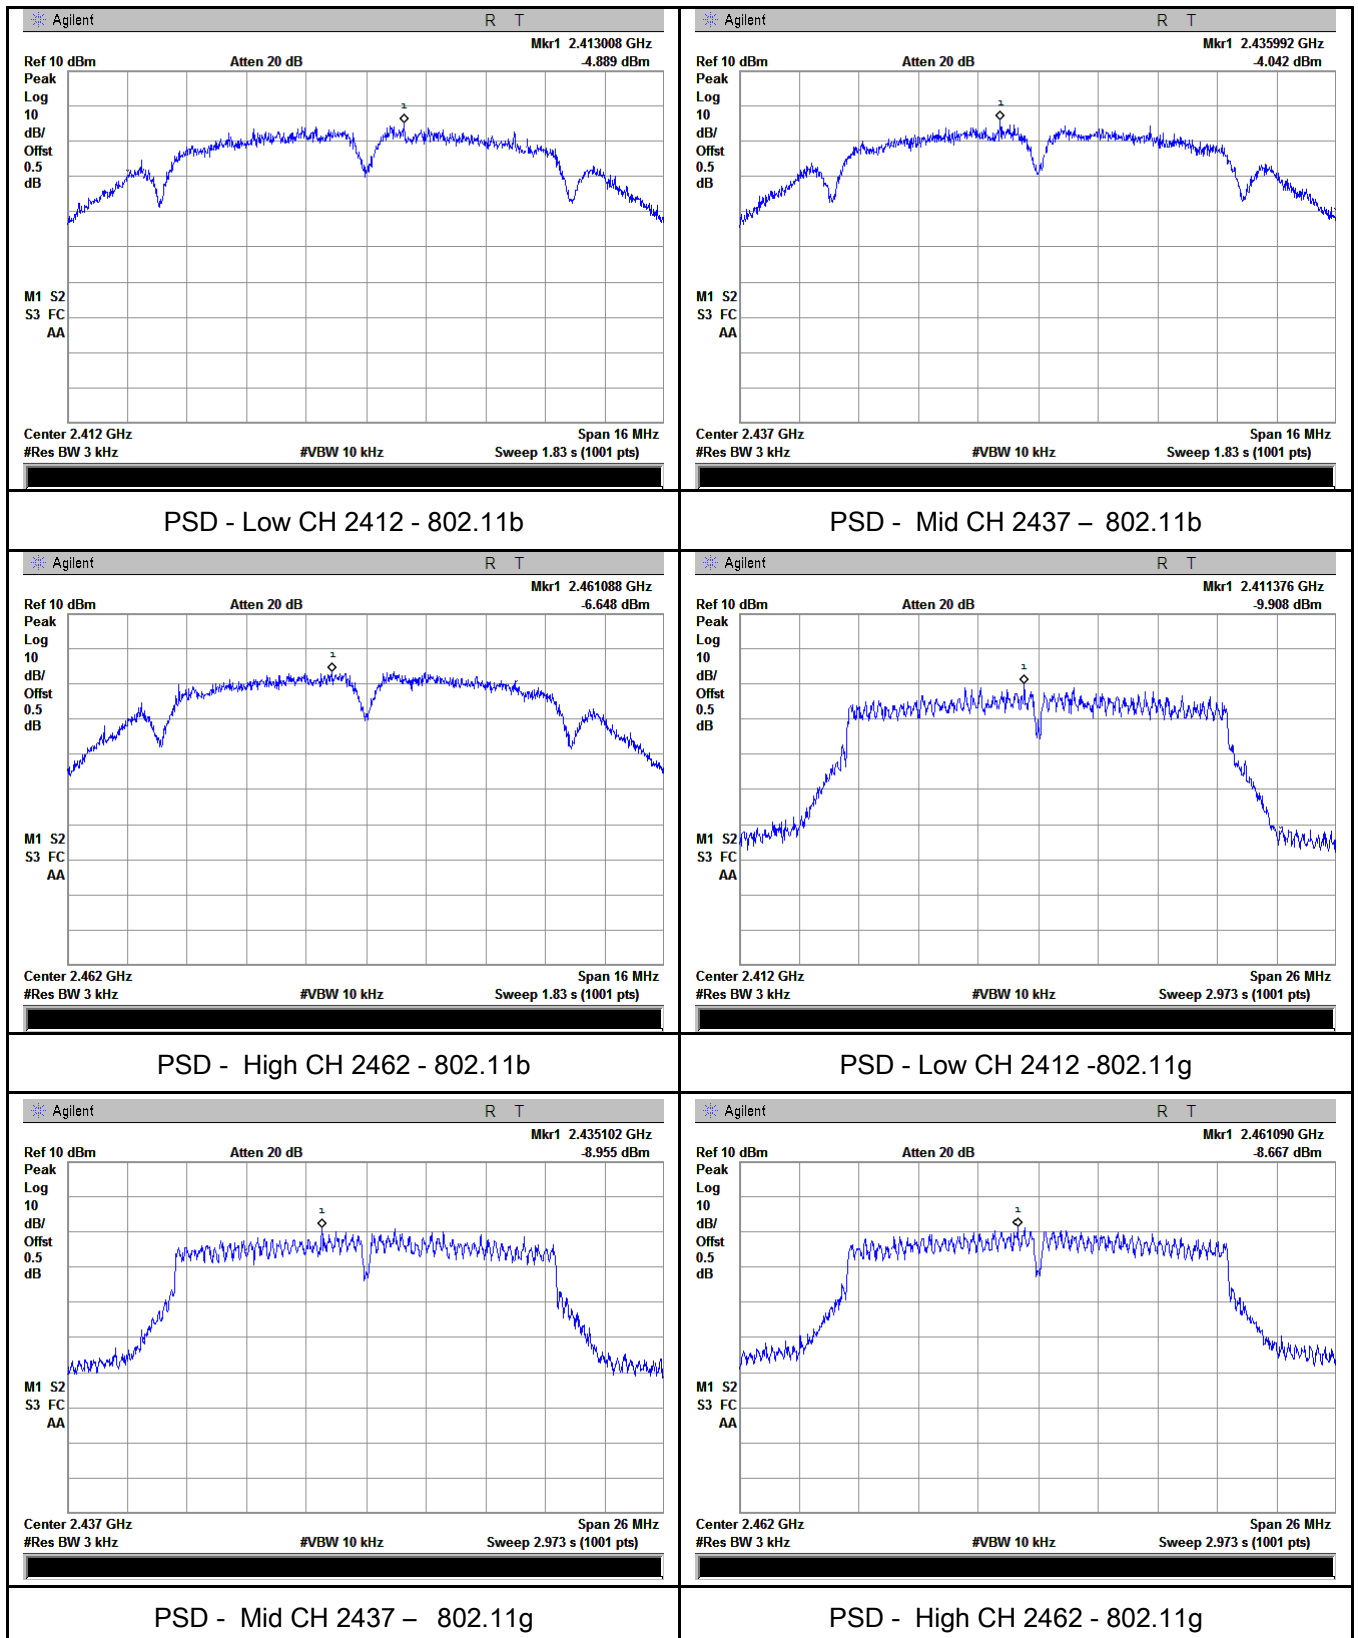 Agilent R T
Mkr1 2.413008 GHz
Ref 10 dBm Atten 20 dB -4.889 dBm
Peak
Log
10
dB/
Offst
0.5
dB
1
M1 S2
S3 FC
AA
Center 2.412 GHz Span 16 MHz
#Res BW 3 kHz #VBW 10 kHz Sweep 1.83 s (1001 pts)
PSD - Low CH 2412 - 802.11b
Agilent R T
Mkr1 2.435992 GHz
Ref 10 dBm Atten 20 dB -4.042 dBm
Peak
Log
10
dB/
Offst
0.5
dB
1
M1 S2
S3 FC
AA
Center 2.437 GHz Span 16 MHz
#Res BW 3 kHz #VBW 10 kHz Sweep 1.83 s (1001 pts)
PSD - Mid CH 2437 – 802.11b
Agilent R T
Mkr1 2.461088 GHz
Ref 10 dBm Atten 20 dB -6.648 dBm
Peak
Log
10
dB/
Offst
0.5
dB
1
M1 S2
S3 FC
AA
Center 2.462 GHz Span 16 MHz
#Res BW 3 kHz #VBW 10 kHz Sweep 1.83 s (1001 pts)
PSD - High CH 2462 - 802.11b
Agilent R T
Mkr1 2.411376 GHz
Ref 10 dBm Atten 20 dB -9.908 dBm
Peak
Log
10
dB/
Offst
0.5
dB
1
M1 S2
S3 FC
AA
Center 2.412 GHz Span 26 MHz
#Res BW 3 kHz #VBW 10 kHz Sweep 2.973 s (1001 pts)
PSD - Low CH 2412 -802.11g
Agilent R T
Mkr1 2.435102 GHz
Ref 10 dBm Atten 20 dB -8.955 dBm
Peak
Log
10
dB/
Offst
0.5
dB
1
M1 S2
S3 FC
AA
Center 2.437 GHz Span 26 MHz
#Res BW 3 kHz #VBW 10 kHz Sweep 2.973 s (1001 pts)
PSD - Mid CH 2437 – 802.11g
Agilent R T
Mkr1 2.461090 GHz
Ref 10 dBm Atten 20 dB -8.667 dBm
Peak
Log
10
dB/
Offst
0.5
dB
1
M1 S2
S3 FC
AA
Center 2.462 GHz Span 26 MHz
#Res BW 3 kHz #VBW 10 kHz Sweep 2.973 s (1001 pts)
PSD - High CH 2462 - 802.11g